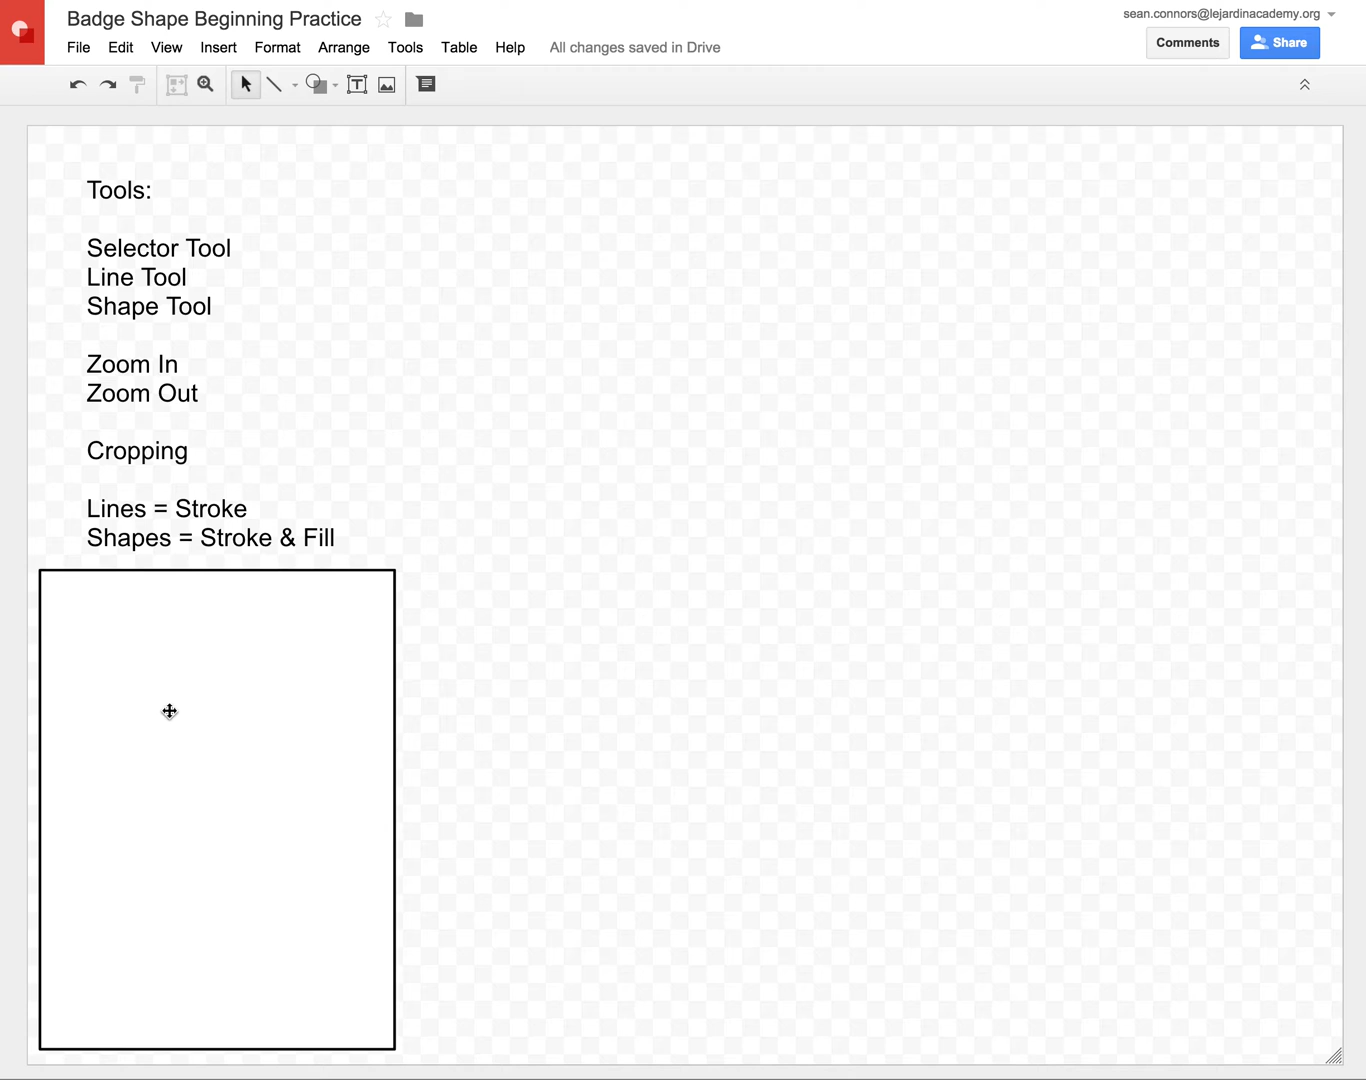 Badge Shape Beginning Practice
sean.connors@lejardinacademy.org
File Edit View Insert Format Arrange Tools Table Help All changes saved in Drive
Comments
Share
Tools:
Selector Tool
Line Tool
Shape Tool
Zoom In
Zoom Out
Cropping
Lines = Stroke
Shapes = Stroke & Fill